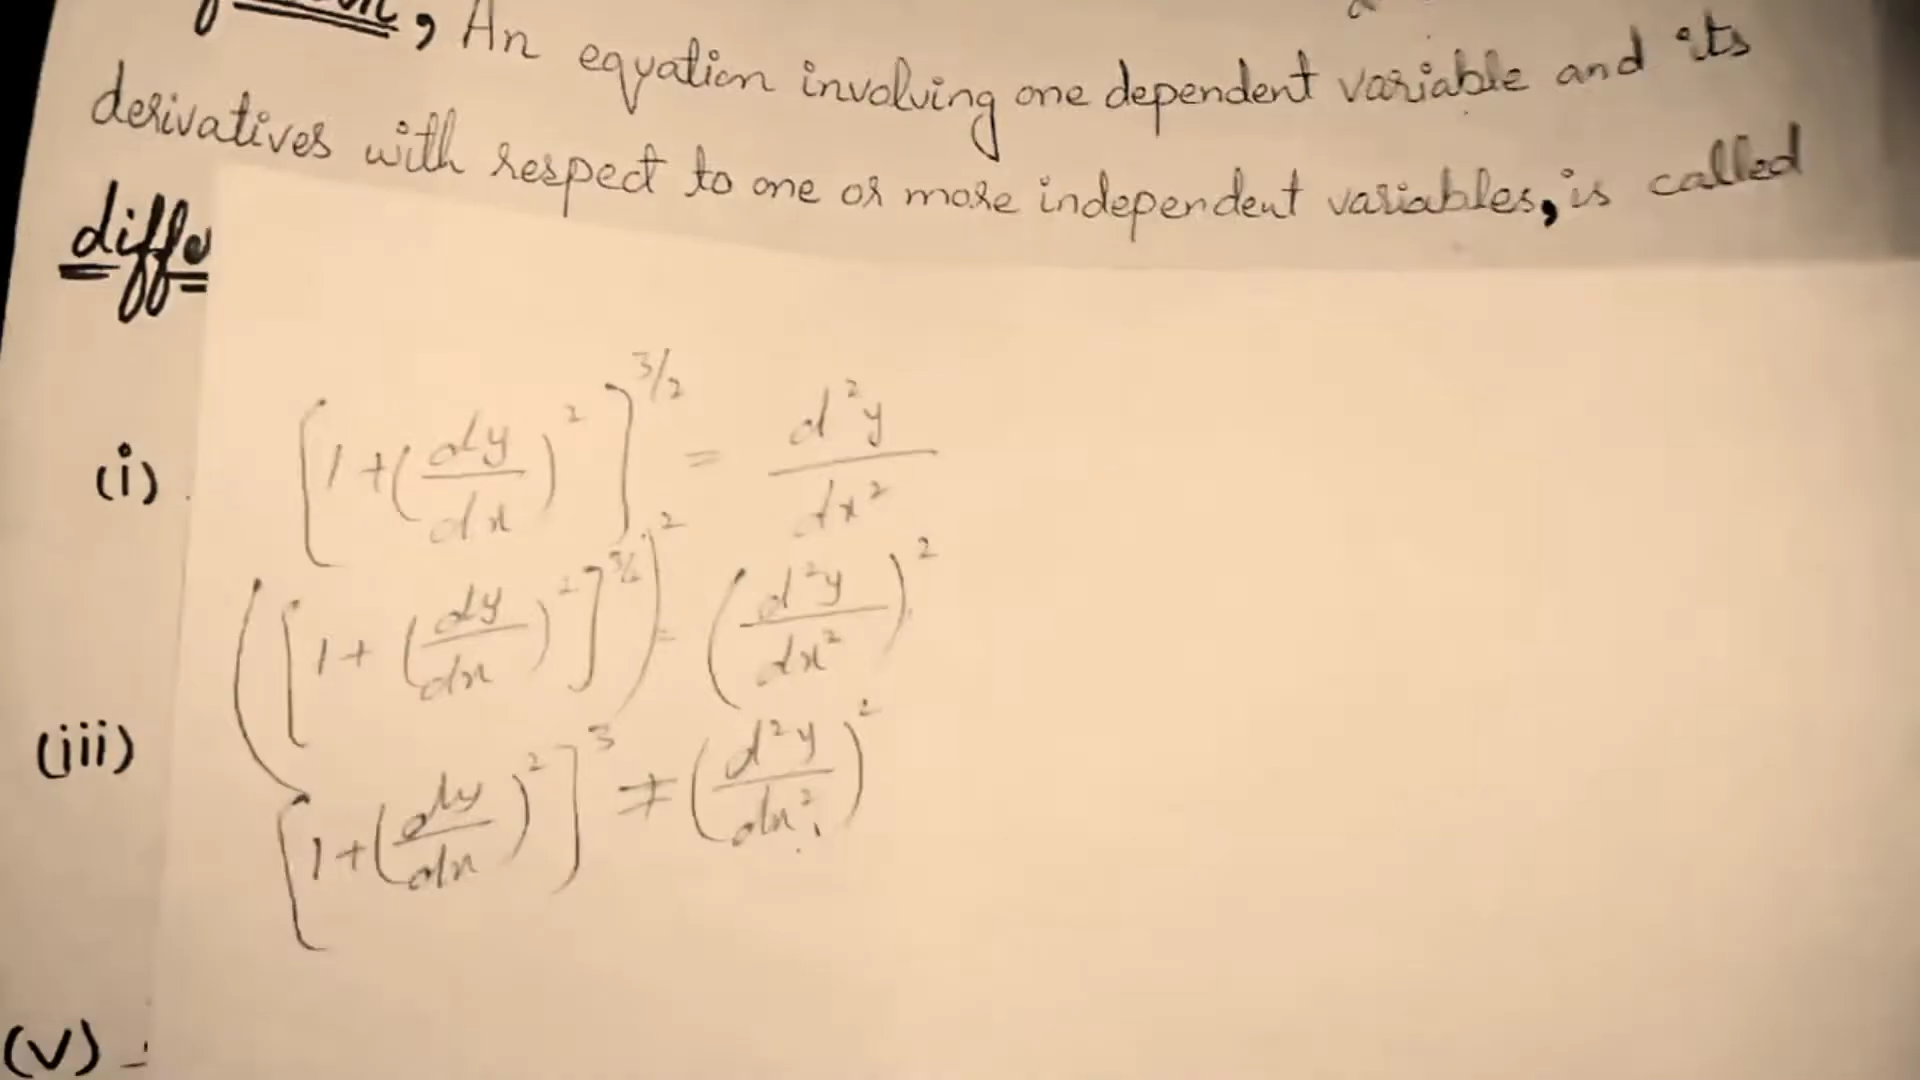 , An equation involving one dependent variable and its
derivatives with respect to one or more independent variables, is called
diffe
(i) [1+(dy/dx)²]^3/2 = d²y/dx²
([1+(dy/dx)²]^3/2)² = (d²y/dx²)²
(iii) [1+(dy/dx)²]³ ≠ (d²y/dx²)²
(v)